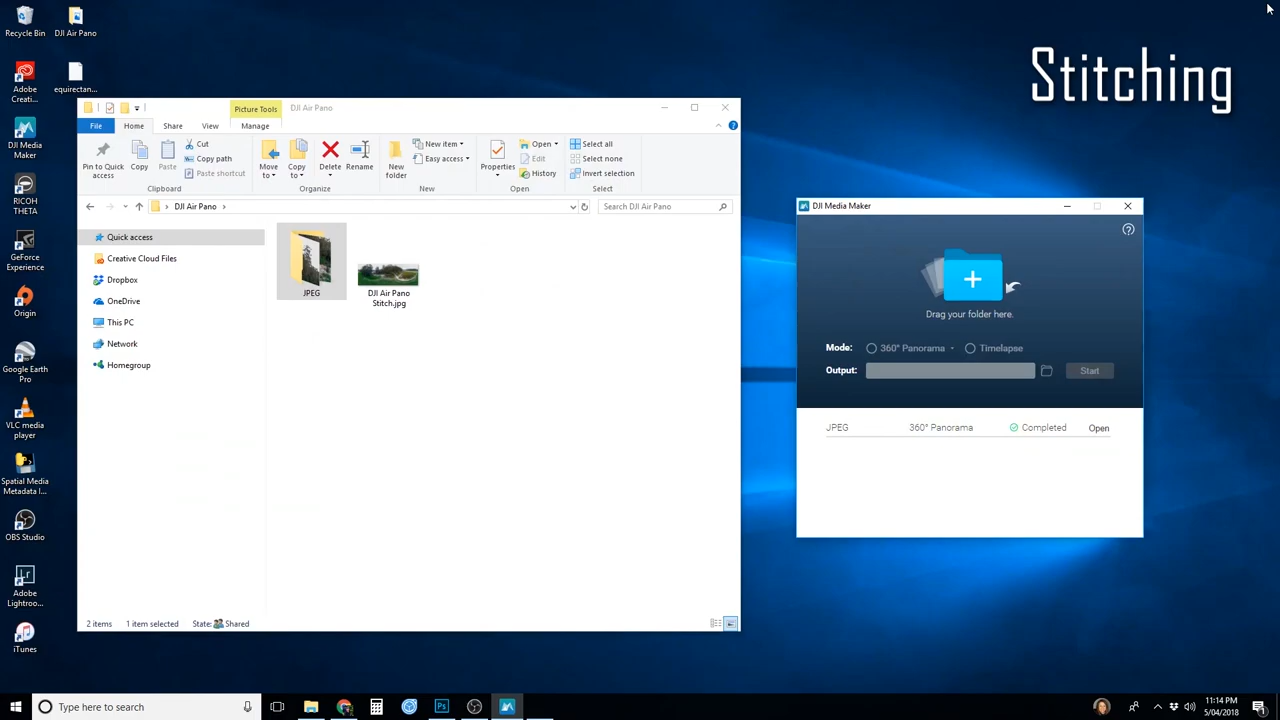 Recycle Bin
DJI Air Pano
Adobe
Creati...
equirectan...
DJI Media
Maker
RICOH
THETA
GeForce
Experience
Origin
Google Earth
Pro
VLC media
player
Spatial Media
Metadata I...
OBS Studio
Adobe
Lightroo...
iTunes
Stitching
Picture Tools
DJI Air Pano
File
Home
Share
View
Manage
Pin to Quick
access
Copy
Paste
Cut
Copy path
Paste shortcut
Clipboard
Move
to
Copy
to
Delete
Rename
Organize
New
folder
New item
Easy access
New
Properties
Open
Edit
History
Open
Select all
Select none
Invert selection
Select
DJI Air Pano
Search DJI Air Pano
Quick access
Creative Cloud Files
Dropbox
OneDrive
This PC
Network
Homegroup
JPEG
DJI Air Pano
Stitch.jpg
2 items
1 item selected
State:
Shared
DJI Media Maker
Drag your folder here.
Mode:
360° Panorama
Timelapse
Output:
Start
JPEG
360° Panorama
Completed
Open
Type here to search
11:14 PM
5/04/2018